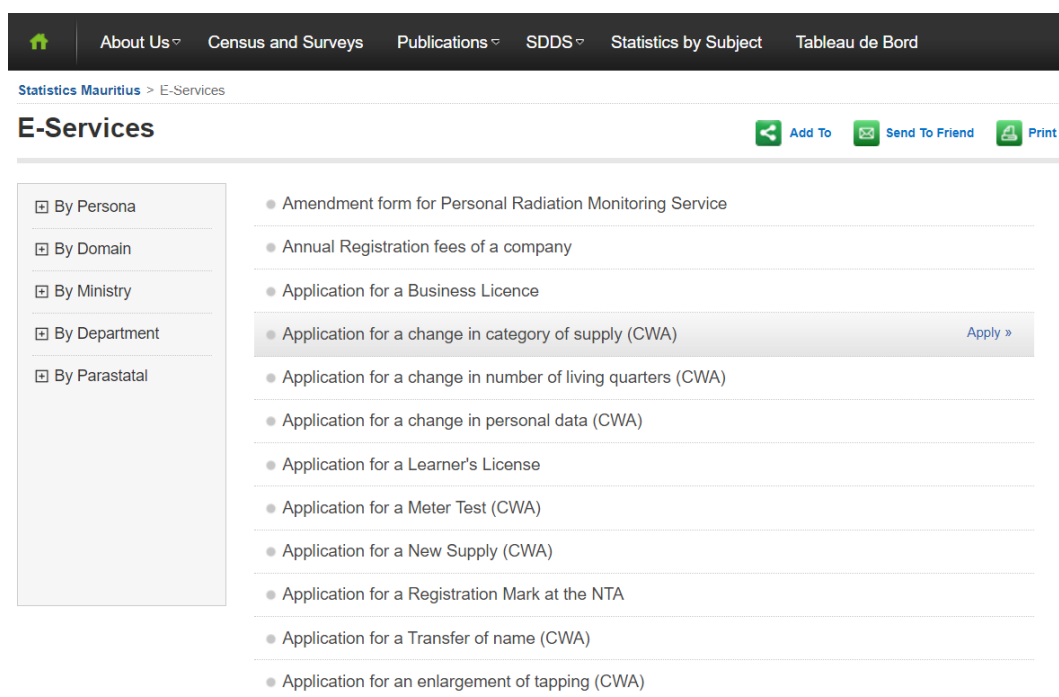 About Us Census and Surveys Publications SDDS Statistics by Subject Tableau de Bord
Statistics Mauritius > E-Services
E-Services
Add To Send To Friend Print
By Persona
By Domain
By Ministry
By Department
By Parastatal
Amendment form for Personal Radiation Monitoring Service
Annual Registration fees of a company
Application for a Business Licence
Application for a change in category of supply (CWA) Apply »
Application for a change in number of living quarters (CWA)
Application for a change in personal data (CWA)
Application for a Learner's License
Application for a Meter Test (CWA)
Application for a New Supply (CWA)
Application for a Registration Mark at the NTA
Application for a Transfer of name (CWA)
Application for an enlargement of tapping (CWA)